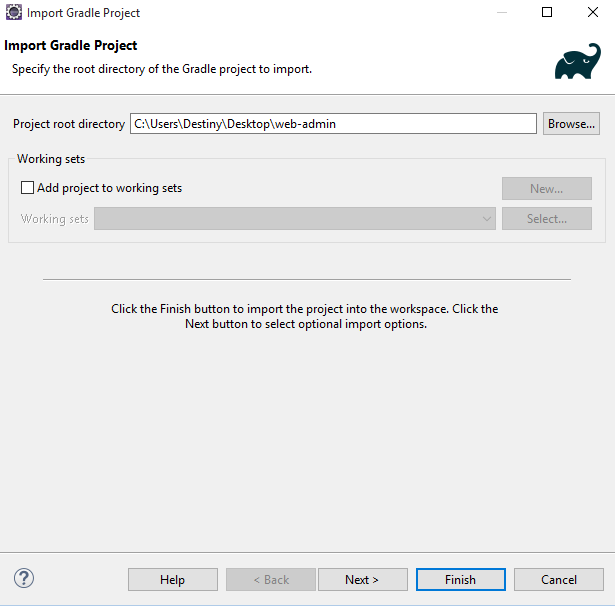 Import Gradle Project
Import Gradle Project
Specify the root directory of the Gradle project to import.
Project root directory C:\Users\Destiny\Desktop\web-admin Browse...
Working sets
Add project to working sets New...
Working sets Select...
Click the Finish button to import the project into the workspace. Click the
Next button to select optional import options.
? Help < Back Next > Finish Cancel